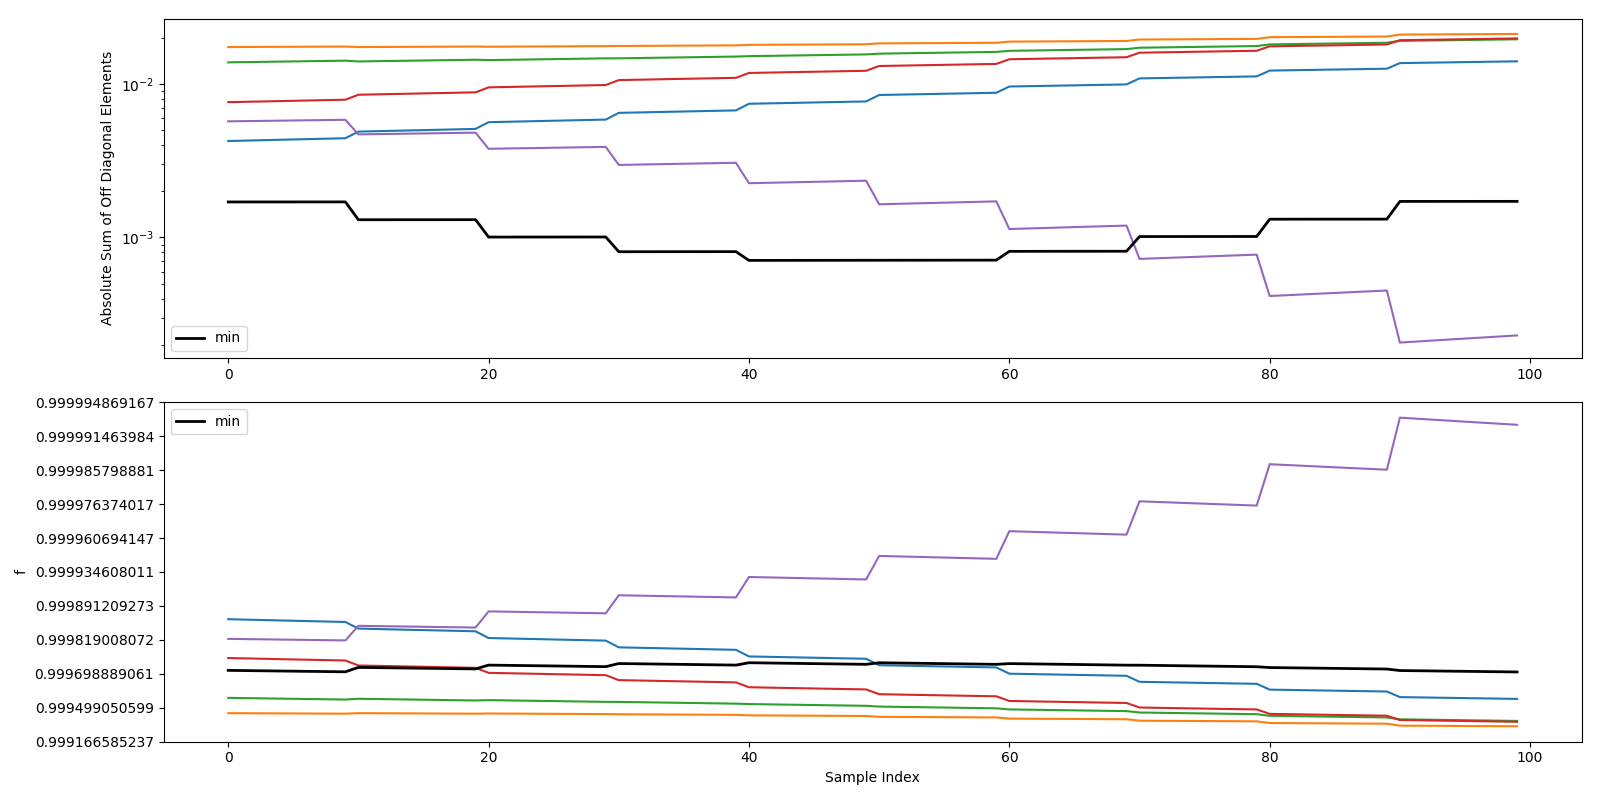 Absolute Sum of Off Diagonal Elements
10⁻²
10⁻³
min
0 20 40 60 80 100
f
0.999994869167
0.999991463984
0.999985798881
0.999976374017
0.999960694147
0.999934608011
0.999891209273
0.999819008072
0.999698889061
0.999499050599
0.999166585237
min
0 20 40 60 80 100
Sample Index